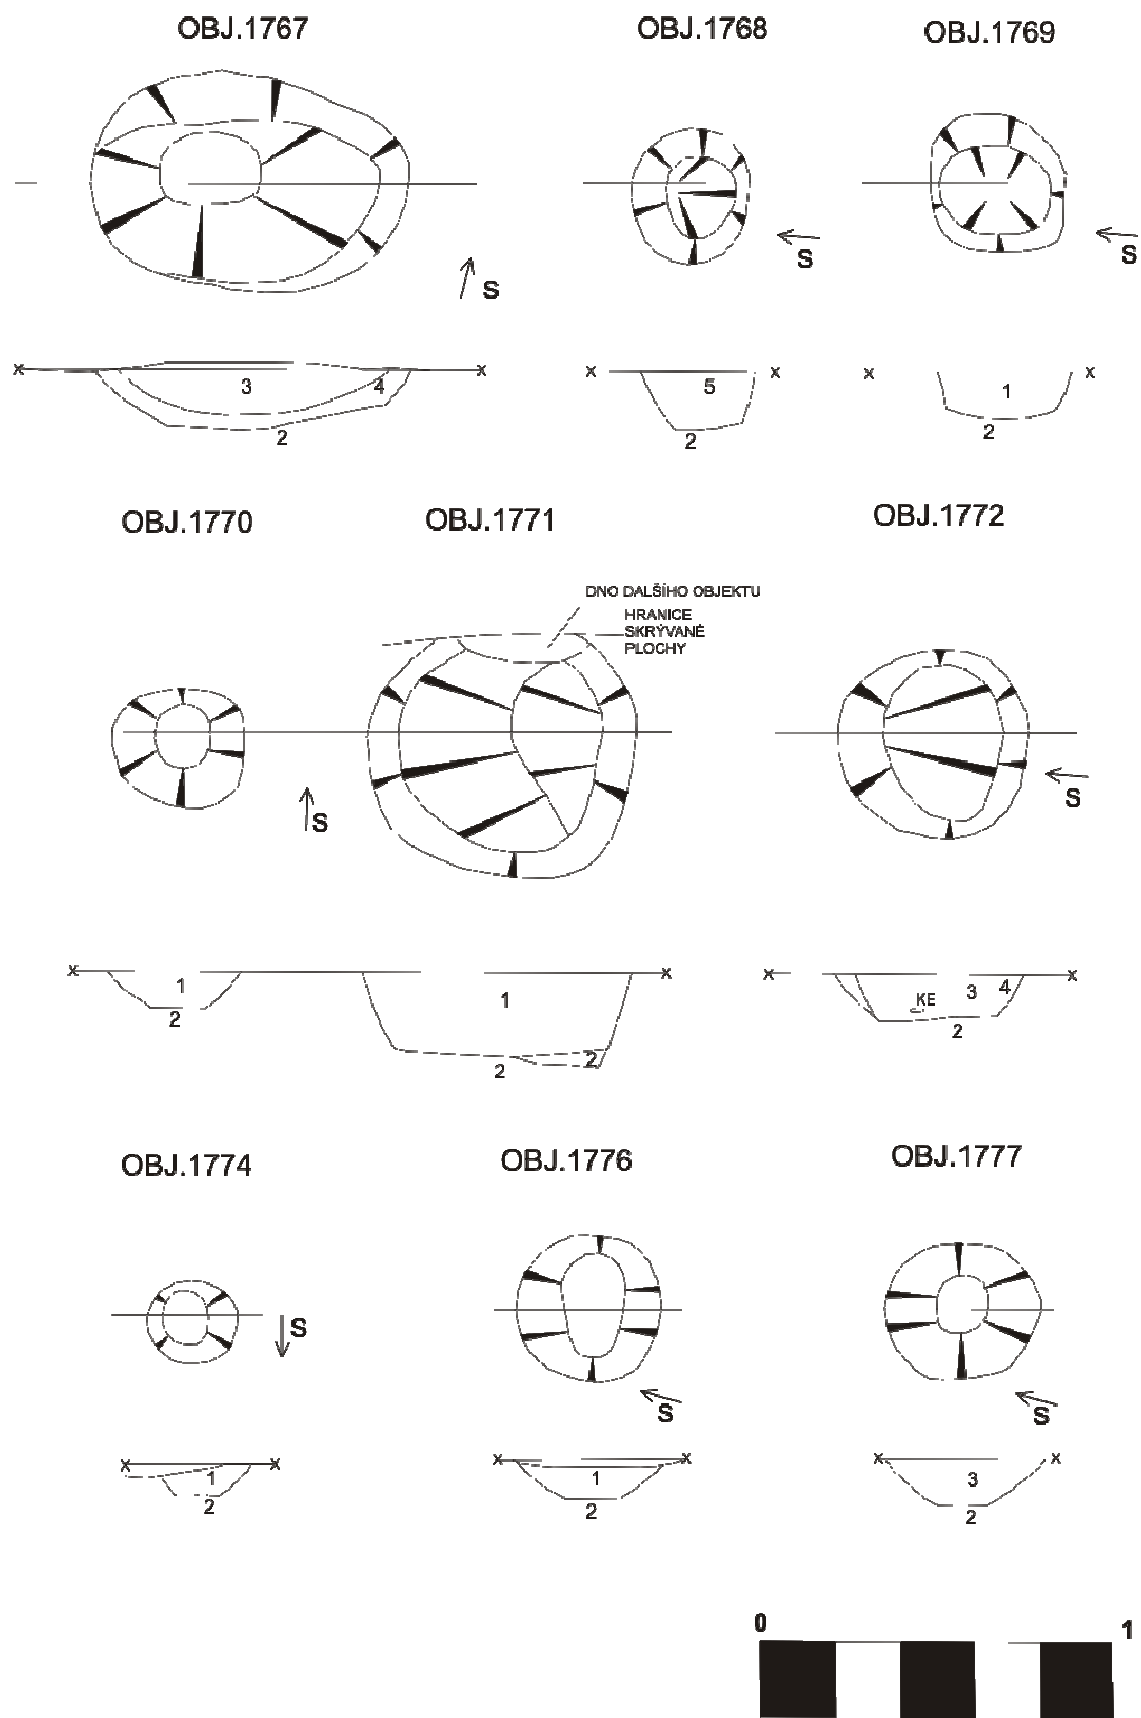 OBJ.1767
OBJ.1768
OBJ.1769
S
S
S
x
x
x
x
x
x
3
4
5
1
2
2
2
OBJ.1770
OBJ.1771
OBJ.1772
DNO DALŠÍHO OBJEKTU
HRANICE
SKRÝVANÉ
PLOCHY
S
S
x
x
x
x
1
1
3
4
KE
2
2
2
2
OBJ.1774
OBJ.1776
OBJ.1777
S
S
S
x
x
x
x
x
x
1
1
3
2
2
2
0
1